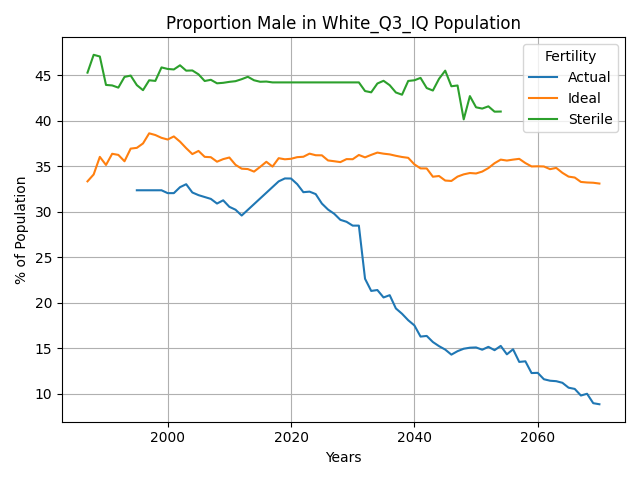 Proportion Male in White_Q3_IQ Population
Fertility
Actual
Ideal
Sterile
% of Population
45
40
35
30
25
20
15
10
2000
2020
2040
2060
Years